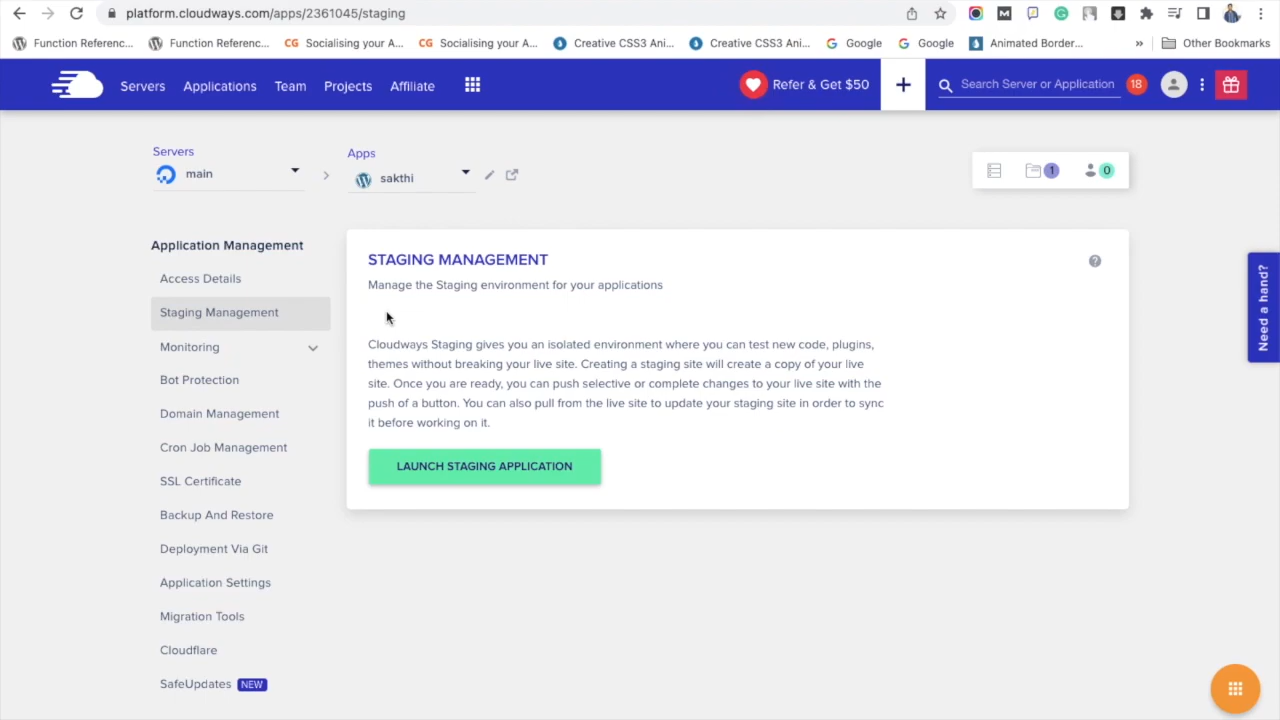 platform.cloudways.com/apps/2361045/staging
Function Referenc...
Function Referenc...
CG Socialising your A...
CG Socialising your A...
Creative CSS3 Ani...
Creative CSS3 Ani...
Google
Google
Animated Border...
»
Other Bookmarks
Servers
Applications
Team
Projects
Affiliate
Refer & Get $50
+
Search Server or Application
18
Servers
main
Apps
sakthi
1
0
Application Management
Access Details
Staging Management
Monitoring
Bot Protection
Domain Management
Cron Job Management
SSL Certificate
Backup And Restore
Deployment Via Git
Application Settings
Migration Tools
Cloudflare
SafeUpdates NEW
STAGING MANAGEMENT
Manage the Staging environment for your applications
Cloudways Staging gives you an isolated environment where you can test new code, plugins,
themes without breaking your live site. Creating a staging site will create a copy of your live
site. Once you are ready, you can push selective or complete changes to your live site with the
push of a button. You can also pull from the live site to update your staging site in order to sync
it before working on it.
LAUNCH STAGING APPLICATION
?
Need a hand?